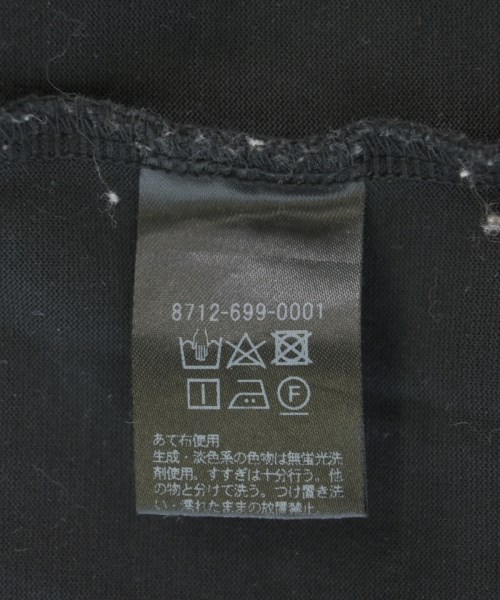 8712-699-0001
F
あて布使用
生成・淡色系の色物は無蛍光洗
剤使用。すすぎは十分行う。他
の物と分けて洗う。つけ置き洗
い・濡れたままの放置禁止